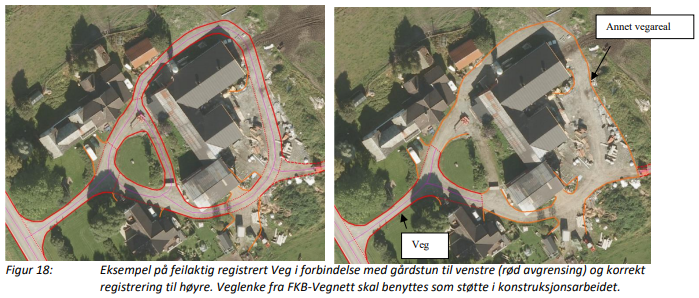 Annet vegareal
Veg
Figur 18: Eksempel på feilaktig registrert Veg i forbindelse med gårdstun til venstre (rød avgrensing) og korrekt
registrering til høyre. Veglenke fra FKB-Vegnett skal benyttes som støtte i konstruksjonsarbeidet.